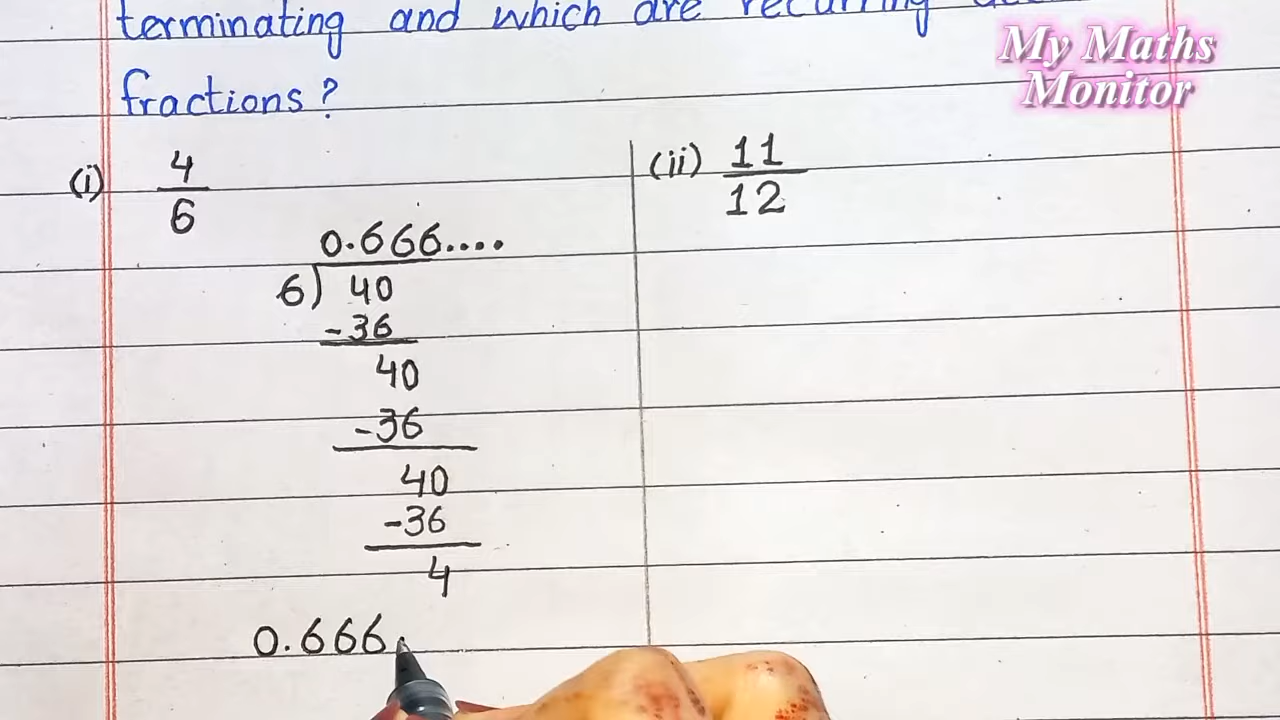 terminating and which are recurring
My Maths
Monitor
fractions?
(i) 4
6
0.666....
6) 40
-36
40
-36
40
-36
4
0.666.
(ii) 11
12